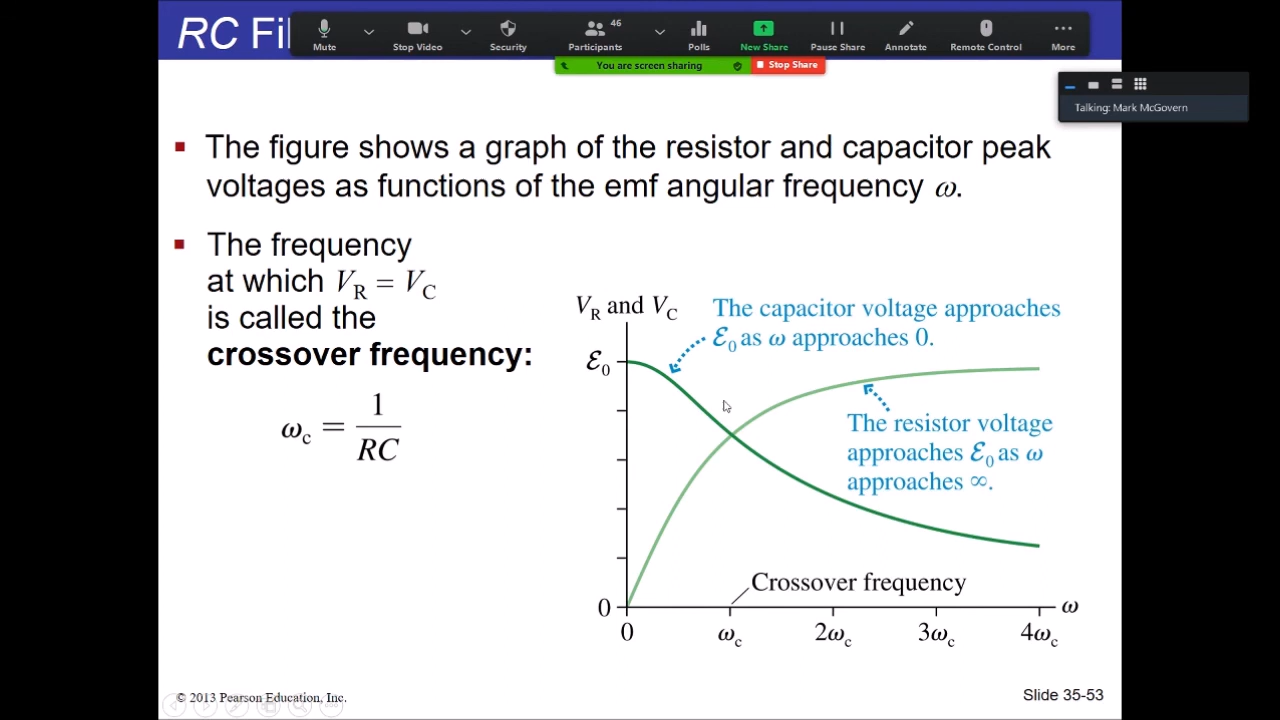 RC Fil
Mute
Stop Video
Security
Participants
46
Polls
New Share
Pause Share
Annotate
Remote Control
More
You are screen sharing
Stop Share
Talking: Mark McGovern
The figure shows a graph of the resistor and capacitor peak
voltages as functions of the emf angular frequency ω.
The frequency
at which V_R = V_C
is called the
crossover frequency:
ω_c = 1/RC
V_R and V_C
The capacitor voltage approaches
ℰ_0 as ω approaches 0.
ℰ_0
The resistor voltage
approaches ℰ_0 as ω
approaches ∞.
Crossover frequency
0
ω
0 ω_c 2ω_c 3ω_c 4ω_c
© 2013 Pearson Education, Inc.
Slide 35-53